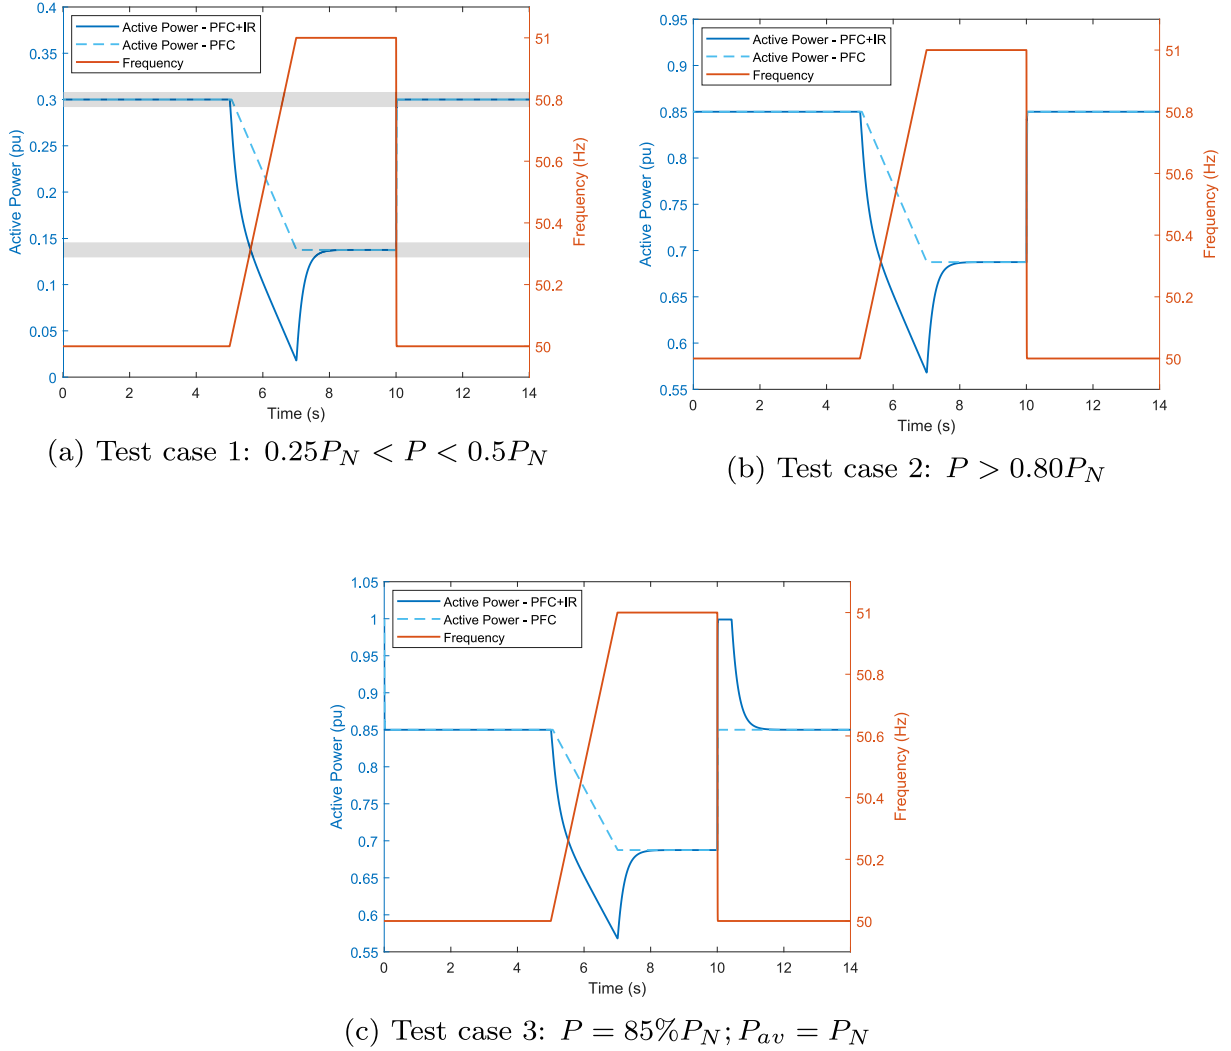 Active Power - PFC+IR
Active Power - PFC
Frequency
0.4
0.35
0.3
0.25
0.2
0.15
0.1
0.05
0
Active Power (pu)
51
50.8
50.6
50.4
50.2
50
Frequency (Hz)
0 2 4 6 8 10 12 14
Time (s)
(a) Test case 1: 0.25P_N < P < 0.5P_N
Active Power - PFC+IR
Active Power - PFC
Frequency
0.95
0.9
0.85
0.8
0.75
0.7
0.65
0.6
0.55
Active Power (pu)
51
50.8
50.6
50.4
50.2
50
Frequency (Hz)
0 2 4 6 8 10 12 14
Time (s)
(b) Test case 2: P > 0.80P_N
Active Power - PFC+IR
Active Power - PFC
Frequency
1.05
1
0.95
0.9
0.85
0.8
0.75
0.7
0.65
0.6
0.55
Active Power (pu)
51
50.8
50.6
50.4
50.2
50
Frequency (Hz)
0 2 4 6 8 10 12 14
Time (s)
(c) Test case 3: P = 85%P_N; P_{av} = P_N